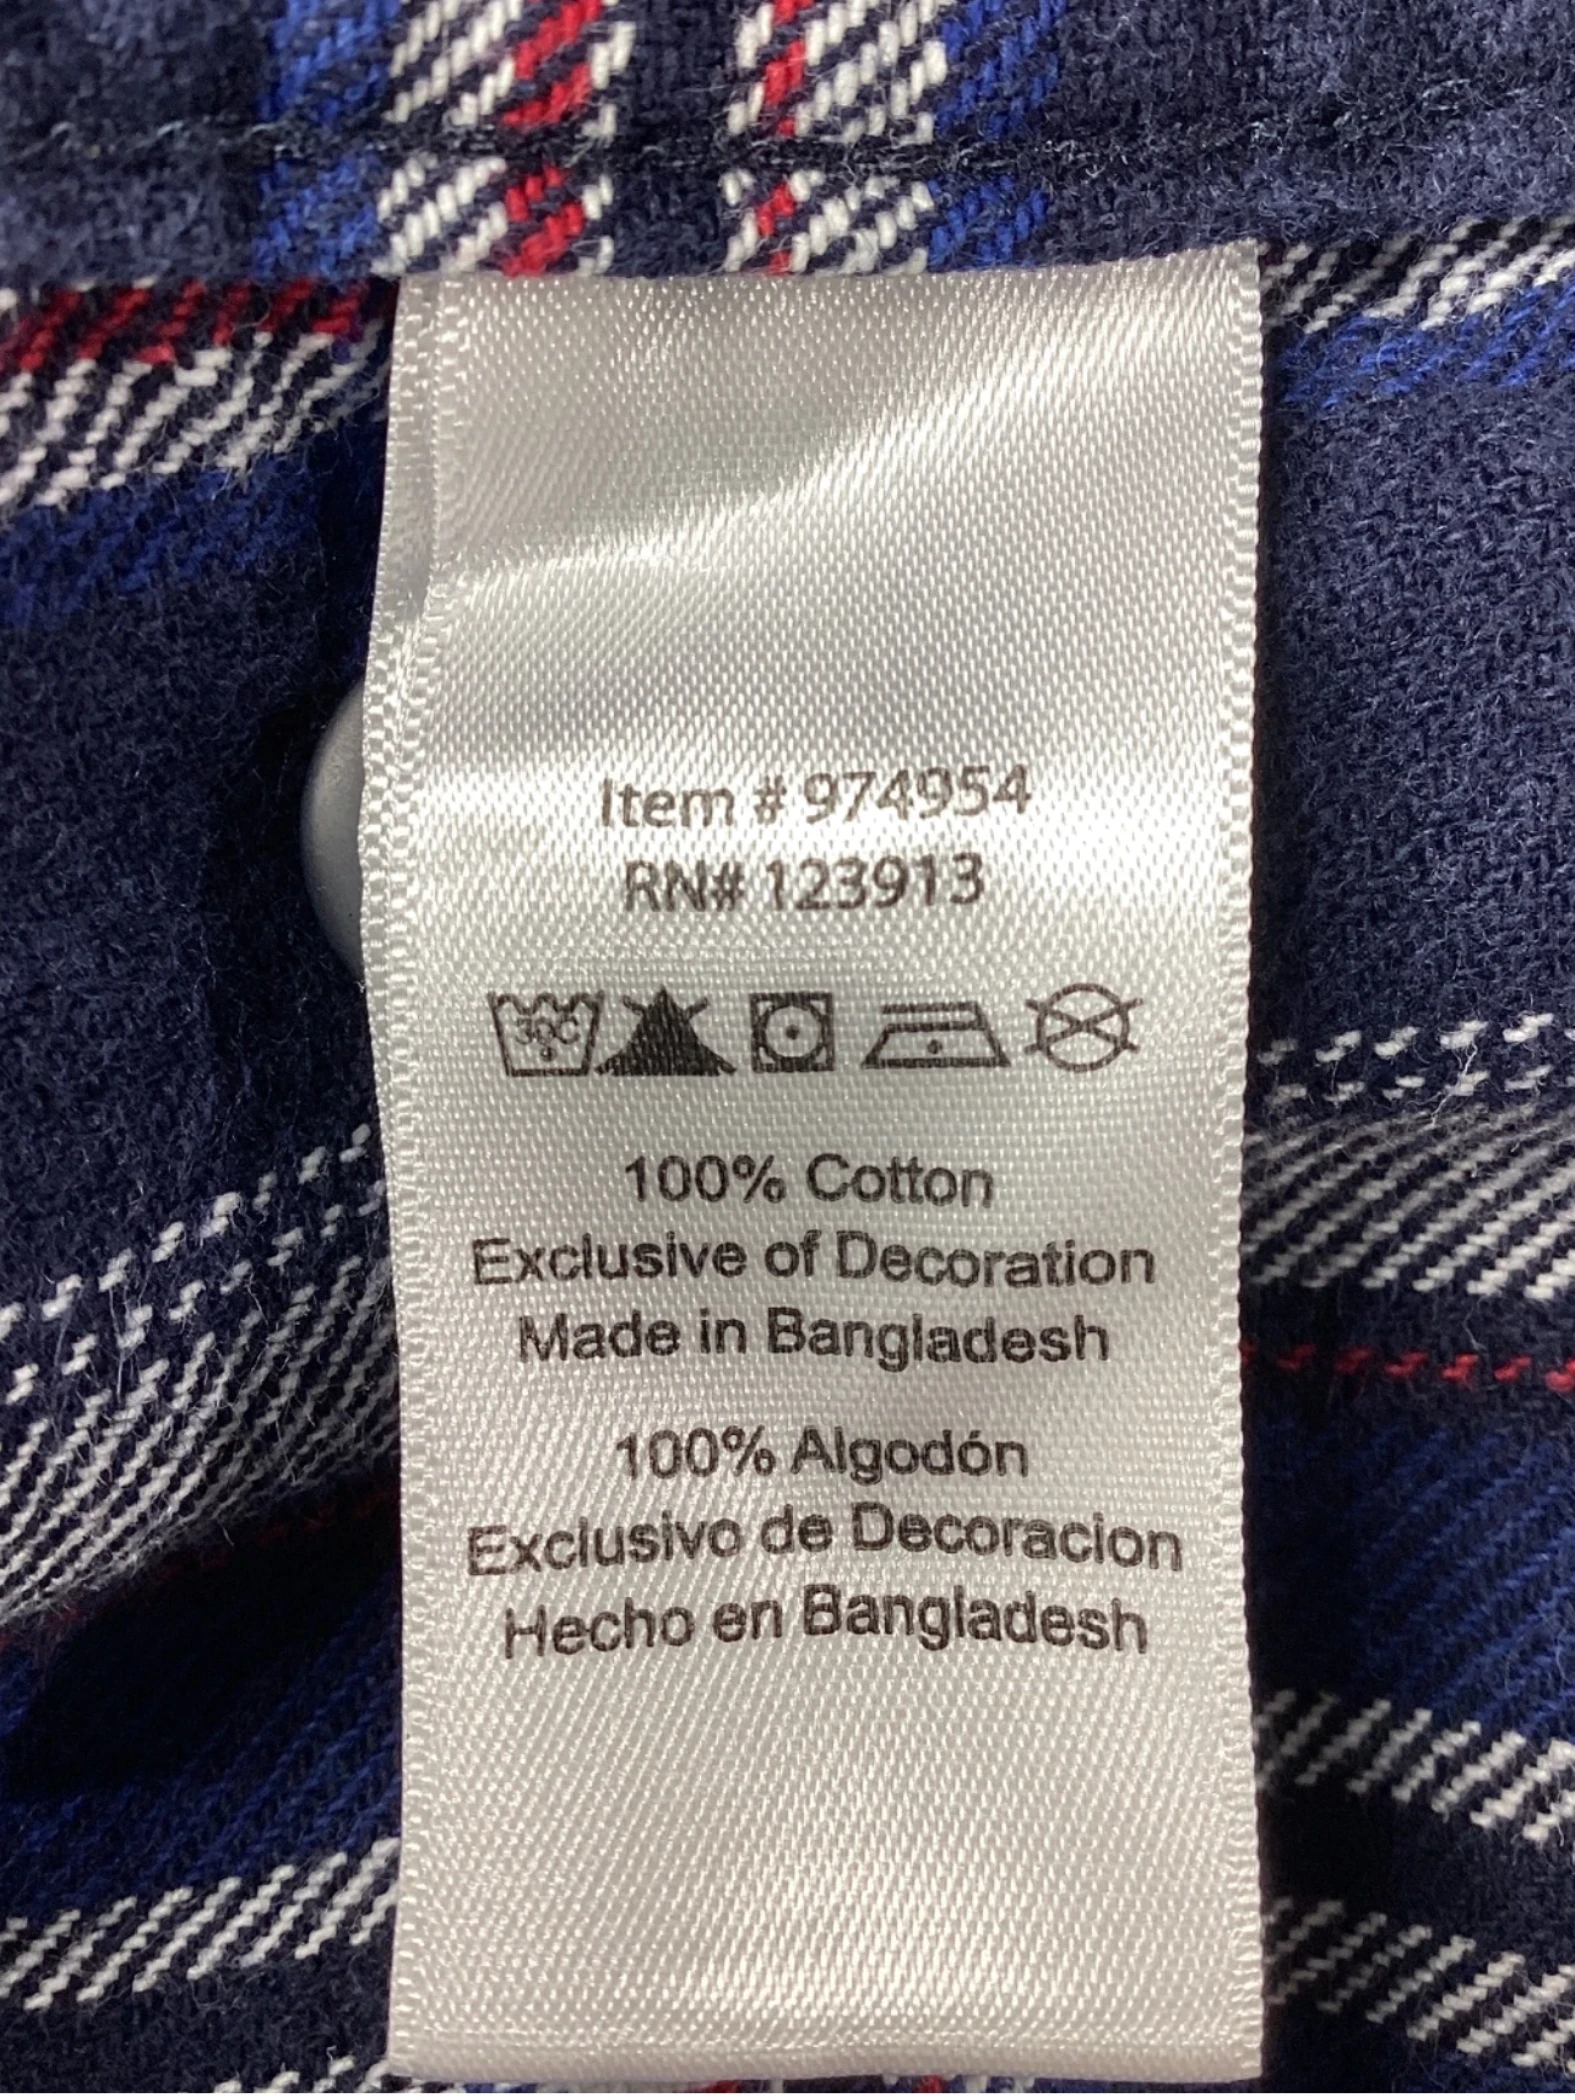 Item # 974954
RN# 123913
30C
100% Cotton
Exclusive of Decoration
Made in Bangladesh
100% Algodón
Exclusivo de Decoracion
Hecho en Bangladesh